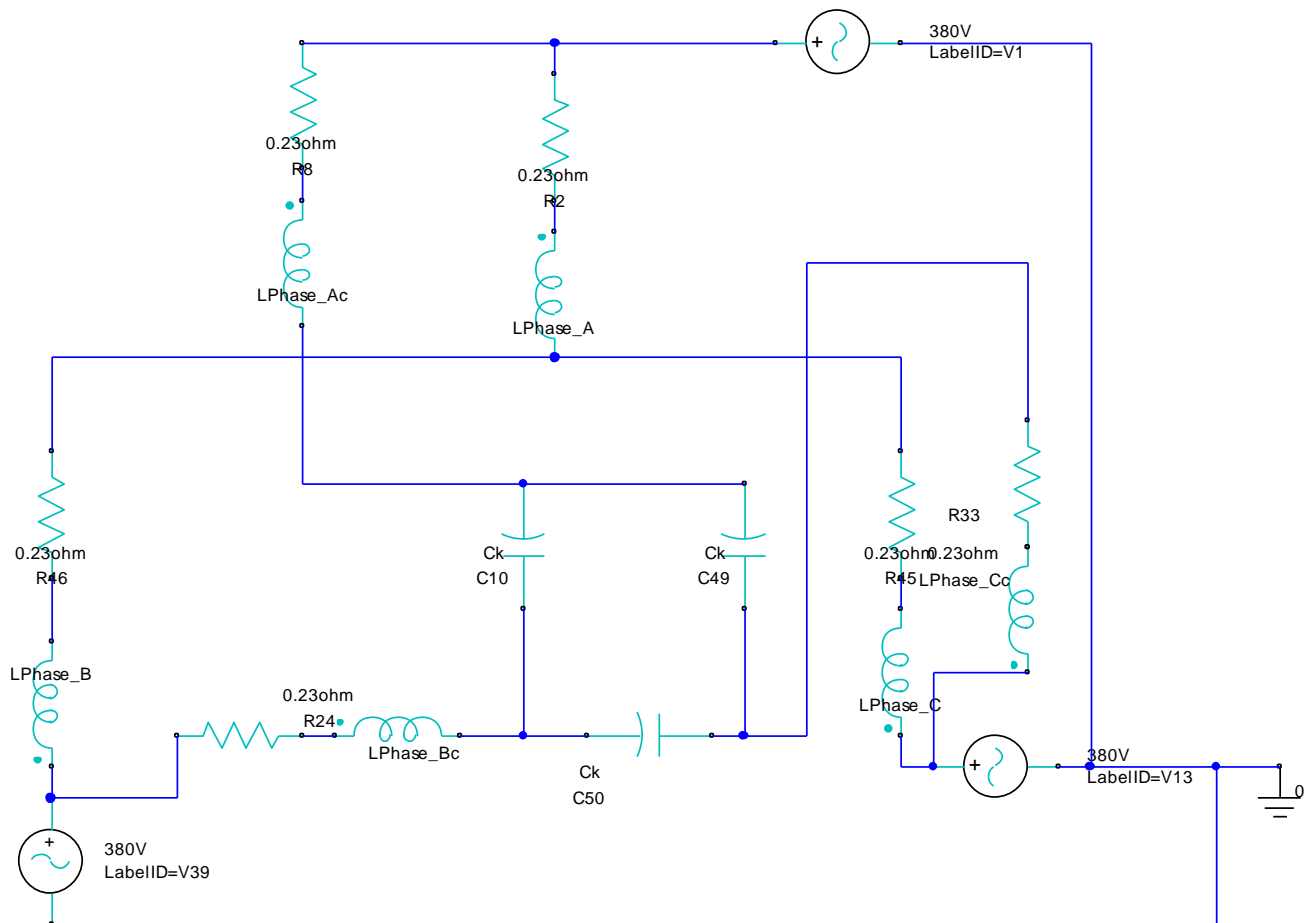 380V
LabelID=V1
0.23ohm
R8
0.23ohm
R2
LPhase_Ac
LPhase_A
R33
0.23ohm
R46
Ck
C10
Ck
C49
0.23ohm
R45
0.23ohm
LPhase_Cc
LPhase_B
0.23ohm
R24
LPhase_Bc
LPhase_C
Ck
C50
380V
LabelID=V13
0
380V
LabelID=V39